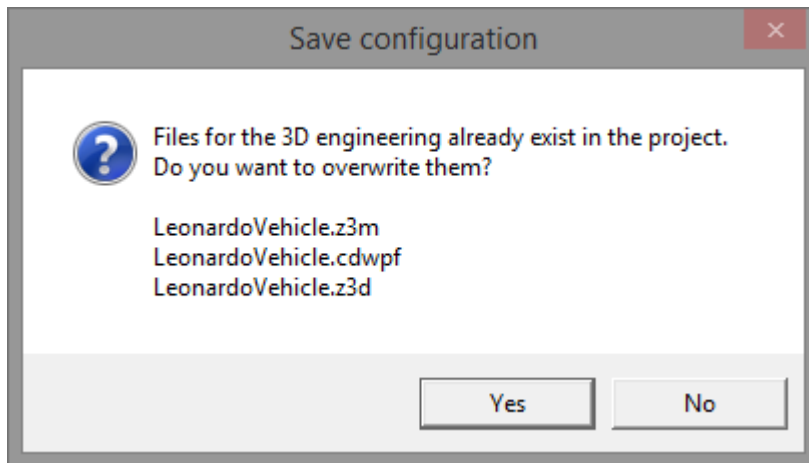 Save configuration
Files for the 3D engineering already exist in the project.
Do you want to overwrite them?
LeonardoVehicle.z3m
LeonardoVehicle.cdwpf
LeonardoVehicle.z3d
Yes
No